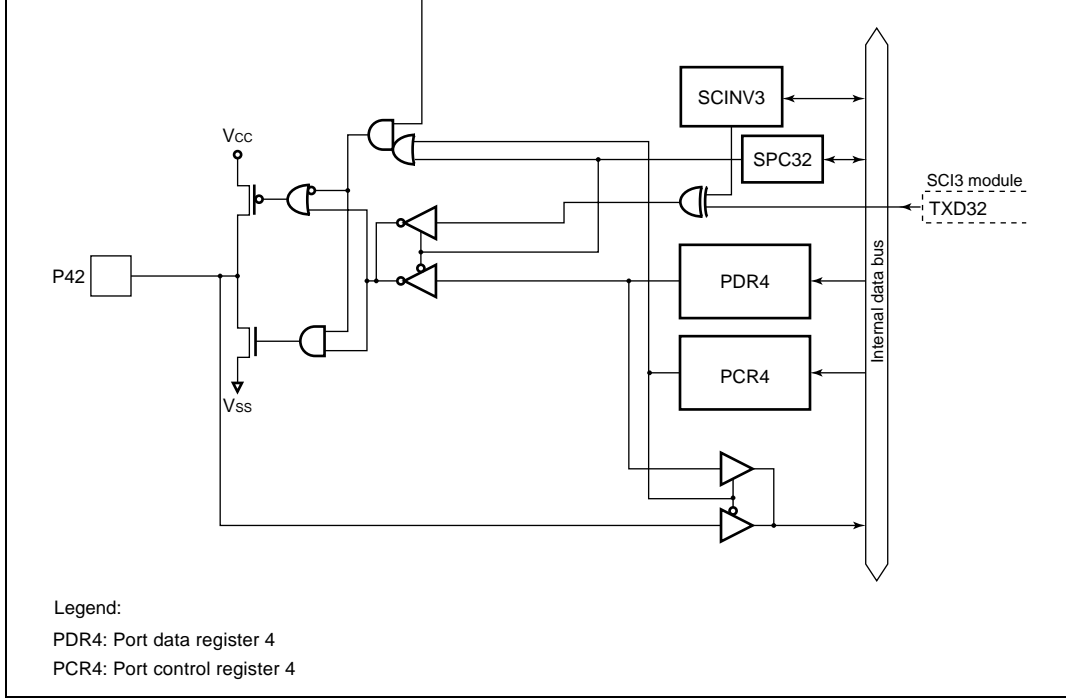 SCINV3
VCC
SPC32
SCI3 module
TXD32
P42
PDR4
Internal data bus
PCR4
VSS
Legend:
PDR4: Port data register 4
PCR4: Port control register 4